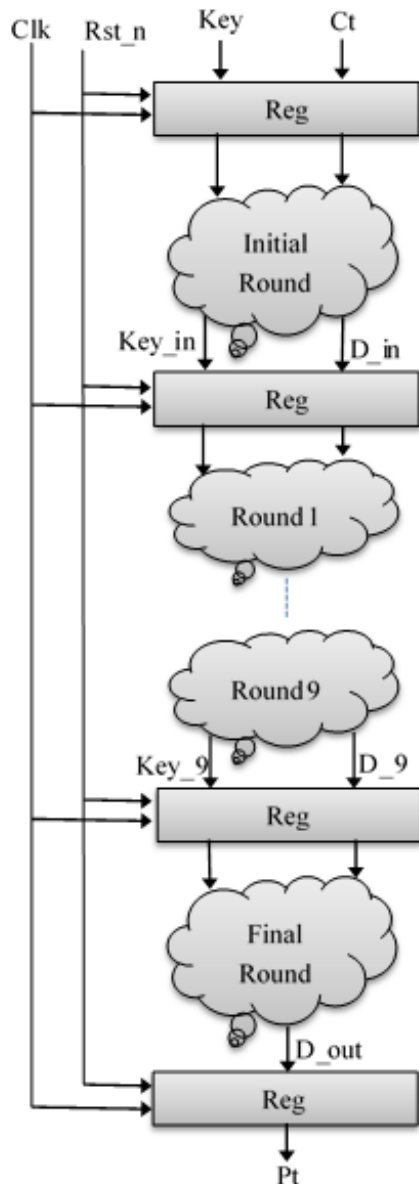 Clk Rst_n Key Ct
Reg
Initial
Round
Key_in D_in
Reg
Round 1
Round 9
Key_9 D_9
Reg
Final
Round
D_out
Reg
Pt